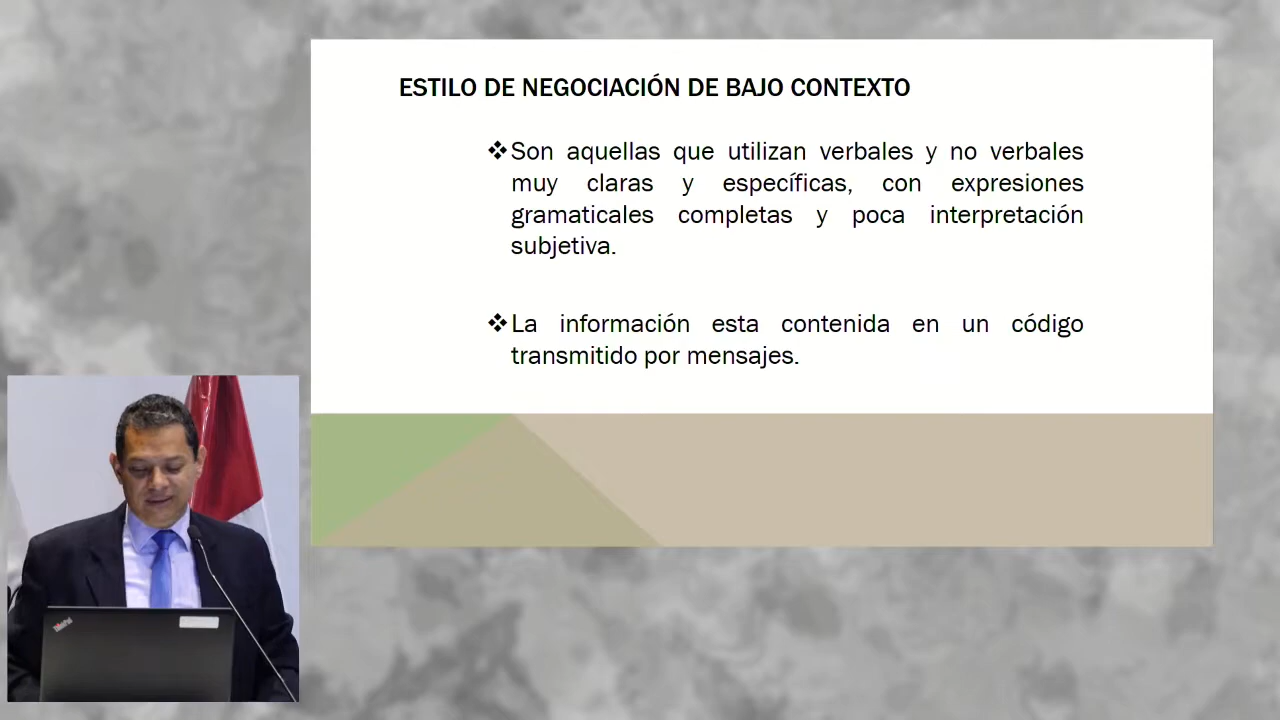 ESTILO DE NEGOCIACIÓN DE BAJO CONTEXTO
Son aquellas que utilizan verbales y no verbales
muy claras y específicas, con expresiones
gramaticales completas y poca interpretación
subjetiva.
La información esta contenida en un código
transmitido por mensajes.